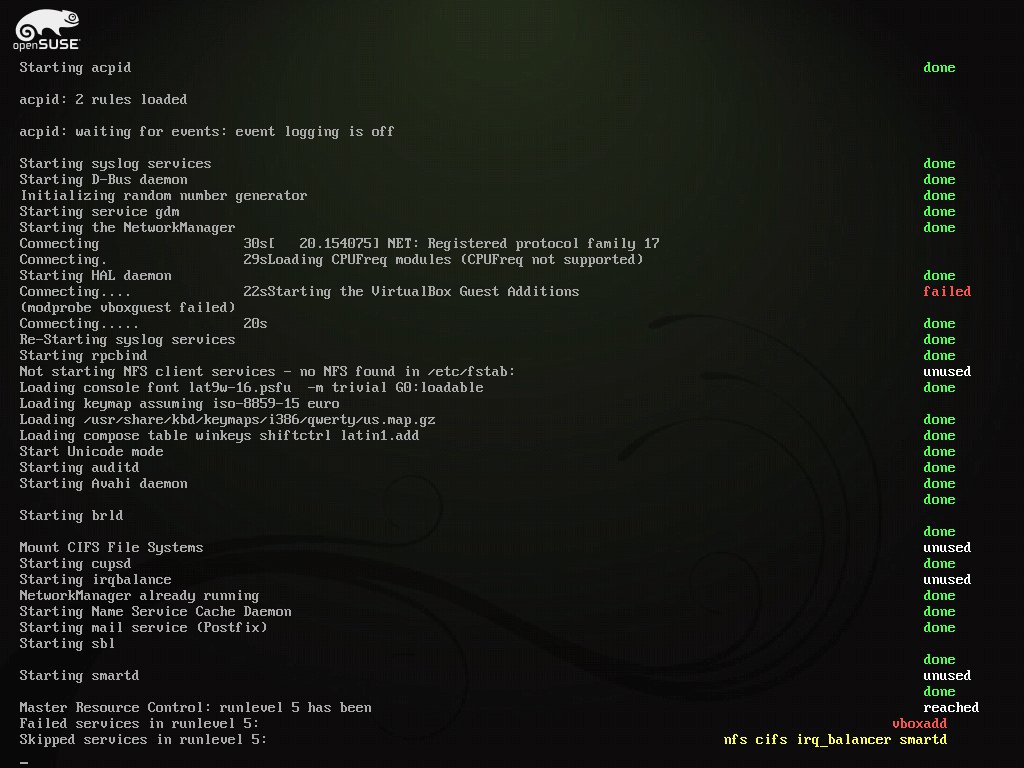 openSUSE
Starting acpid done
acpid: 2 rules loaded
acpid: waiting for events: event logging is off
Starting syslog services done
Starting D-Bus daemon done
Initializing random number generator done
Starting service gdm done
Starting the NetworkManager done
Connecting 30s[ 20.154075] NET: Registered protocol family 17
Connecting. 29sLoading CPUFreq modules (CPUFreq not supported)
Starting HAL daemon done
Connecting.... 22sStarting the VirtualBox Guest Additions failed
(modprobe vboxguest failed)
Connecting..... 20s done
Re-Starting syslog services done
Starting rpcbind done
Not starting NFS client services - no NFS found in /etc/fstab: unused
Loading console font lat9w-16.psfu -m trivial G0:loadable done
Loading keymap assuming iso-8859-15 euro
Loading /usr/share/kbd/keymaps/i386/qwerty/us.map.gz done
Loading compose table winkeys shiftctrl latin1.add done
Start Unicode mode done
Starting auditd done
Starting Avahi daemon done
done
Starting brld
done
Mount CIFS File Systems unused
Starting cupsd done
Starting irqbalance unused
NetworkManager already running done
Starting Name Service Cache Daemon done
Starting mail service (Postfix) done
Starting sbl
done
Starting smartd unused
done
Master Resource Control: runlevel 5 has been reached
Failed services in runlevel 5: vboxadd
Skipped services in runlevel 5: nfs cifs irq_balancer smartd
_